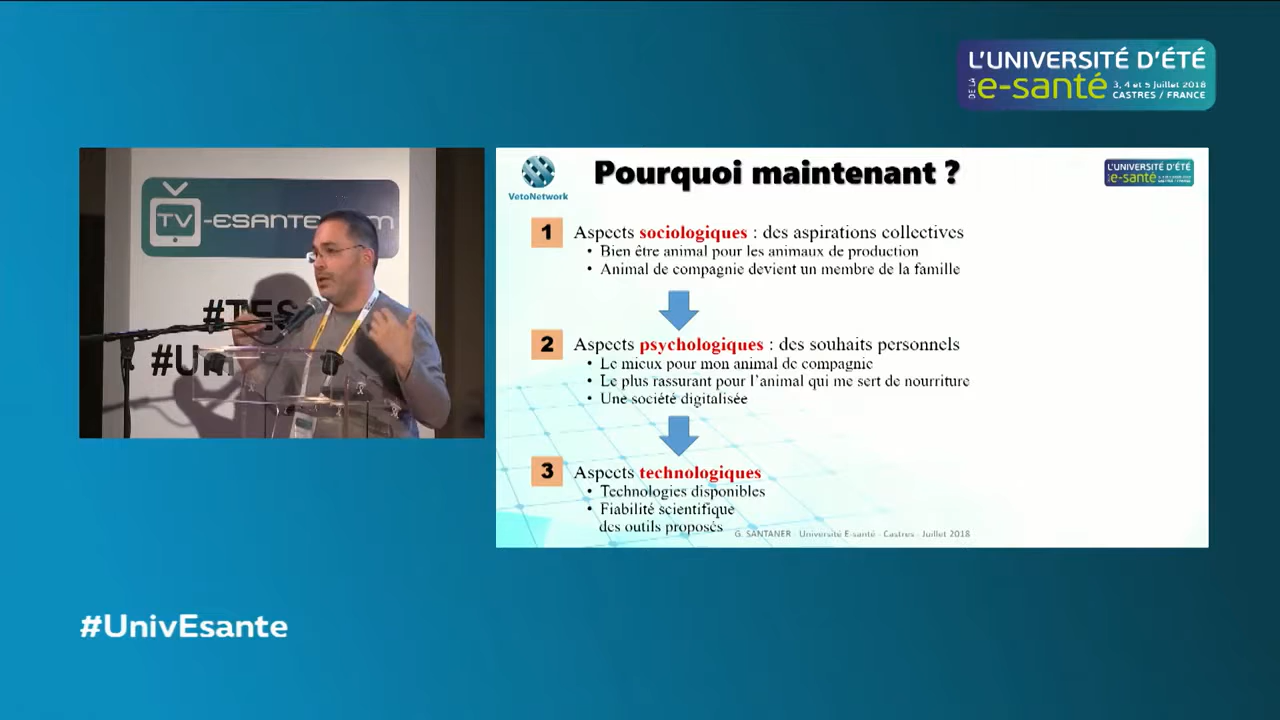 L'UNIVERSITÉ D'ÉTÉ
DE LA e-santé 3, 4 et 5 Juillet 2018
CASTRES / FRANCE
TV-ESANTE.COM
#TES
#Un
VetoNetwork
Pourquoi maintenant ?
L'UNIVERSITÉ D'ÉTÉ
e-santé
1 Aspects sociologiques : des aspirations collectives
• Bien être animal pour les animaux de production
• Animal de compagnie devient un membre de la famille
2 Aspects psychologiques : des souhaits personnels
• Le mieux pour mon animal de compagnie
• Le plus rassurant pour l'animal qui me sert de nourriture
• Une société digitalisée
3 Aspects technologiques
• Technologies disponibles
• Fiabilité scientifique
des outils proposés
G. SANTANER - Université E-santé - Castres - Juillet 2018
#UnivEsante